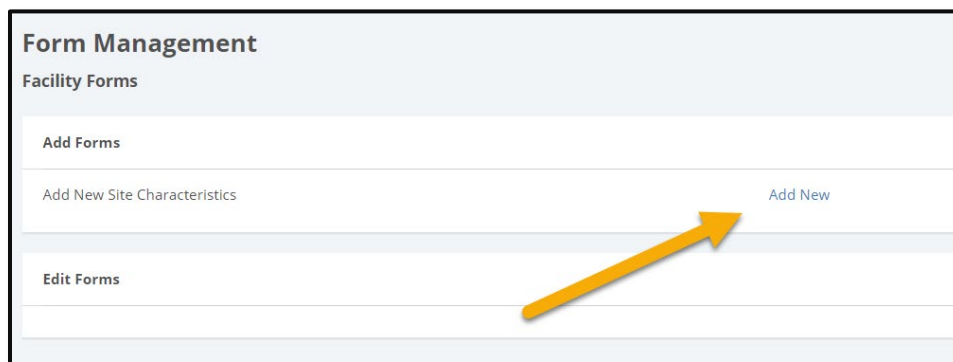 Form Management
Facility Forms
Add Forms
Add New Site Characteristics Add New
Edit Forms